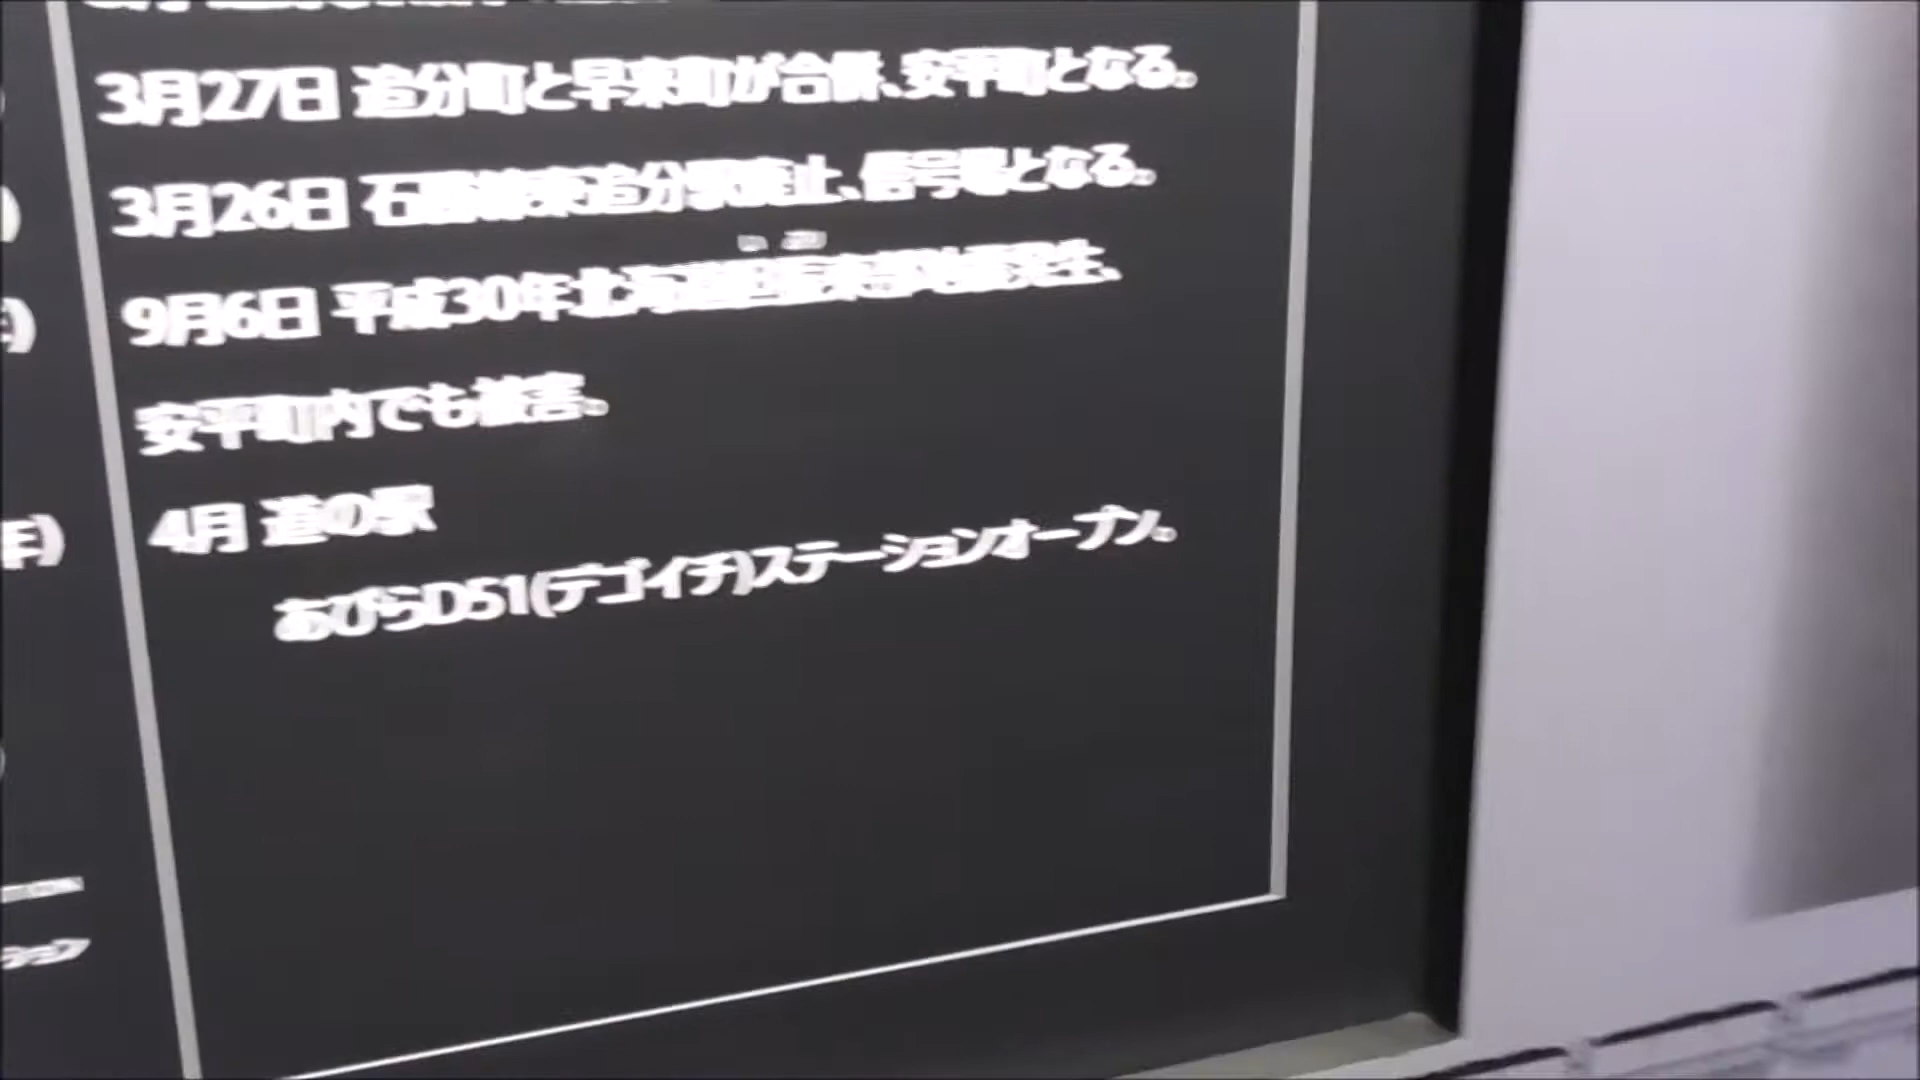 3月27日 追分町と早来町が合併、安平町となる。
3月26日 石勝線東追分駅廃止、信号場となる。
いぶり
9月6日 平成30年北海道胆振東部地震発生、
安平町内でも被害。
年)
4月 道の駅
あびらD51(デゴイチ)ステーションオープン。